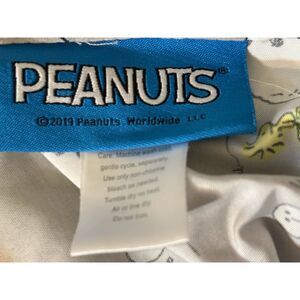 PEANUTS®
©2019 Peanuts Worldwide LLC
Care: Machine wash cold
gentle cycle, separately.
Use only non-chlorine
bleach as needed.
Tumble dry no heat.
Air or line dry.
Do not iron.